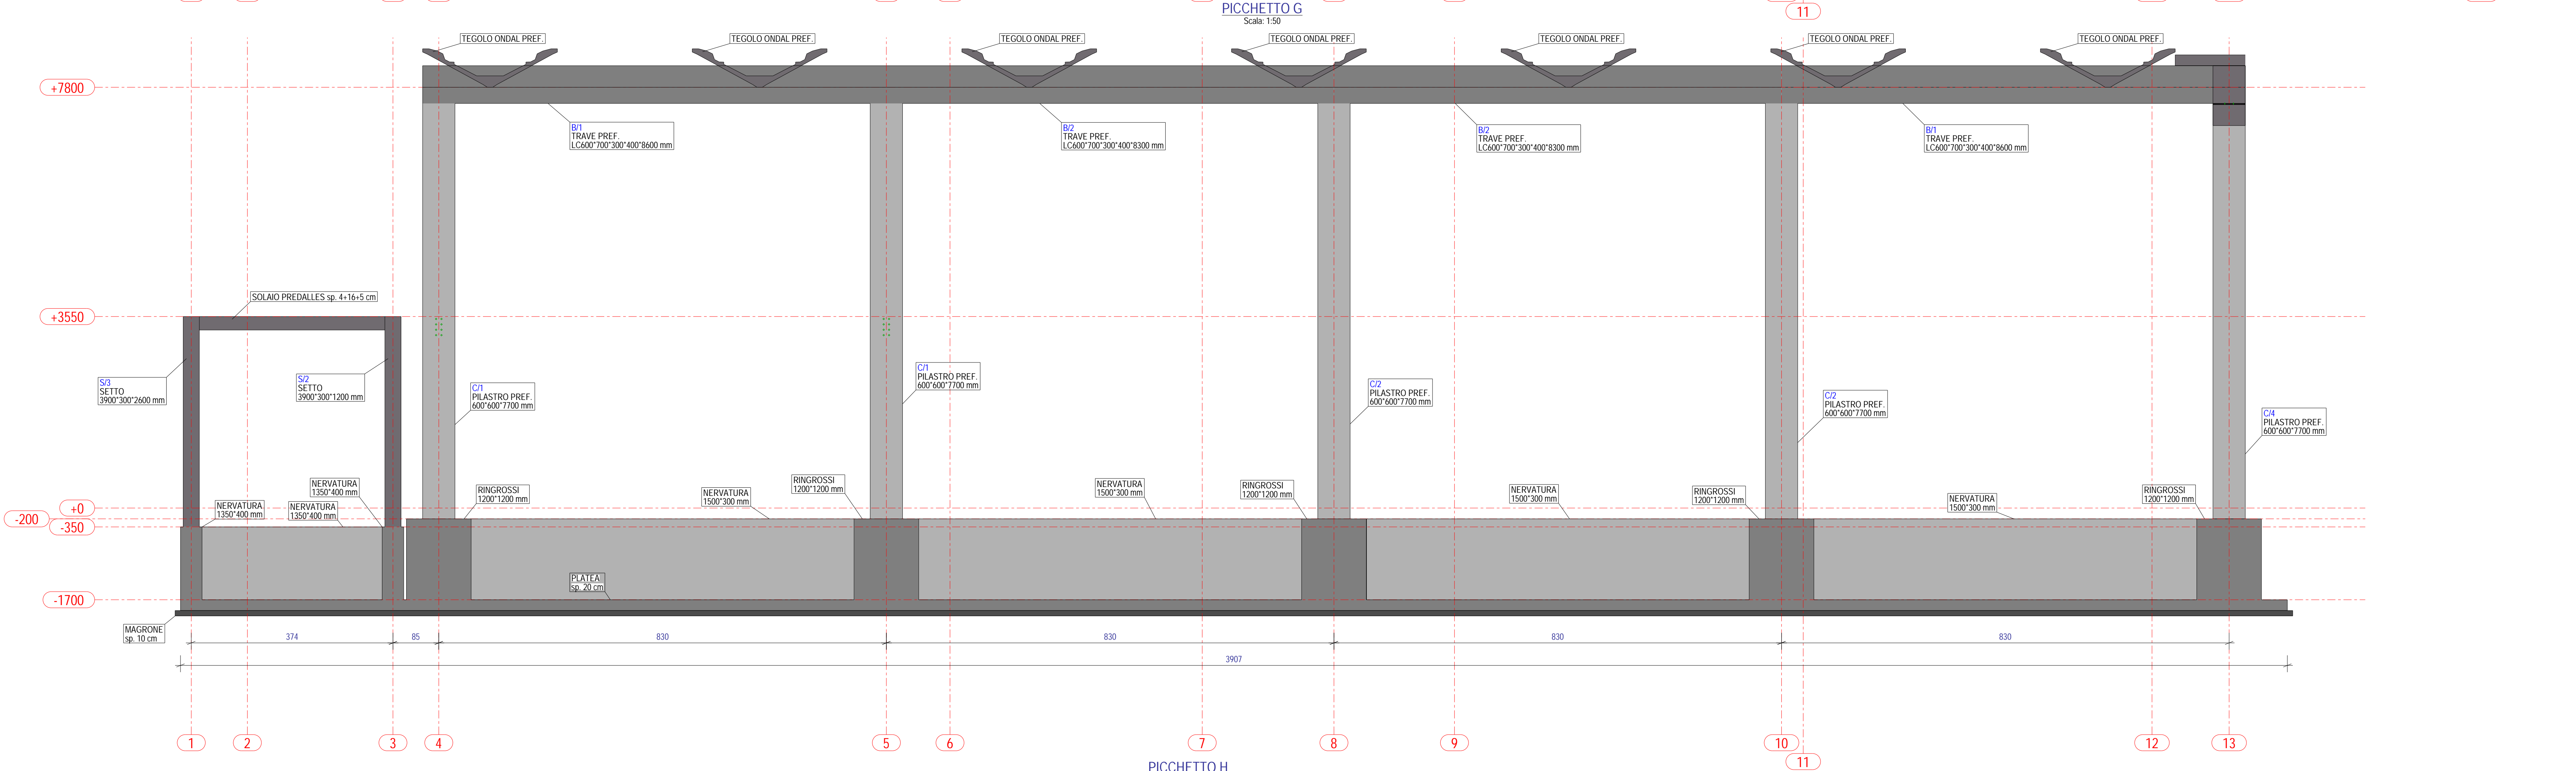 PICCHETTO G
Scala: 1:50
11
TEGOLO ONDAL PREF.
TEGOLO ONDAL PREF.
TEGOLO ONDAL PREF.
TEGOLO ONDAL PREF.
TEGOLO ONDAL PREF.
TEGOLO ONDAL PREF.
TEGOLO ONDAL PREF.
+7800
B/1
TRAVE PREF.
LC600*700*300*400*8600 mm
B/2
TRAVE PREF.
LC600*700*300*400*8300 mm
B/2
TRAVE PREF.
LC600*700*300*400*8300 mm
B/1
TRAVE PREF.
LC600*700*300*400*8600 mm
SOLAIO PREDALLES sp. 4+16+5 cm
+3550
S/3
SETTO
3900*300*2600 mm
S/2
SETTO
3900*300*1200 mm
C/1
PILASTRO PREF.
600*600*7700 mm
C/1
PILASTRO PREF.
600*600*7700 mm
C/2
PILASTRO PREF.
600*600*7700 mm
C/2
PILASTRO PREF.
600*600*7700 mm
C/4
PILASTRO PREF.
600*600*7700 mm
NERVATURA
1350*400 mm
NERVATURA
1350*400 mm
NERVATURA
1350*400 mm
RINGROSSI
1200*1200 mm
NERVATURA
1500*300 mm
RINGROSSI
1200*1200 mm
NERVATURA
1500*300 mm
RINGROSSI
1200*1200 mm
NERVATURA
1500*300 mm
RINGROSSI
1200*1200 mm
NERVATURA
1500*300 mm
RINGROSSI
1200*1200 mm
+0
-200
-350
PLATEA
sp. 20 cm
-1700
MAGRONE
sp. 10 cm
374
85
830
830
830
830
3907
1
2
3
4
5
6
7
8
9
10
11
12
13
PICCHETTO H